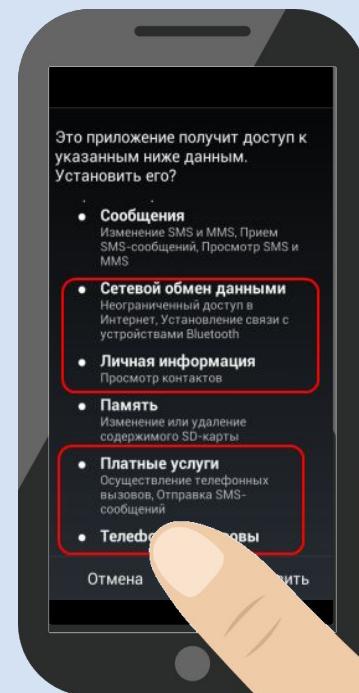 Это приложение получит доступ к
указанным ниже данным.
Установить его?
• Сообщения
Изменение SMS и MMS, Прием
SMS-сообщений, Просмотр SMS и
MMS
• Сетевой обмен данными
Неограниченный доступ в
Интернет, Установление связи с
устройствами Bluetooth
• Личная информация
Просмотр контактов
• Память
Изменение или удаление
содержимого SD-карты
• Платные услуги
Осуществление телефонных
вызовов, Отправка SMS-
сообщений
•
Отмена